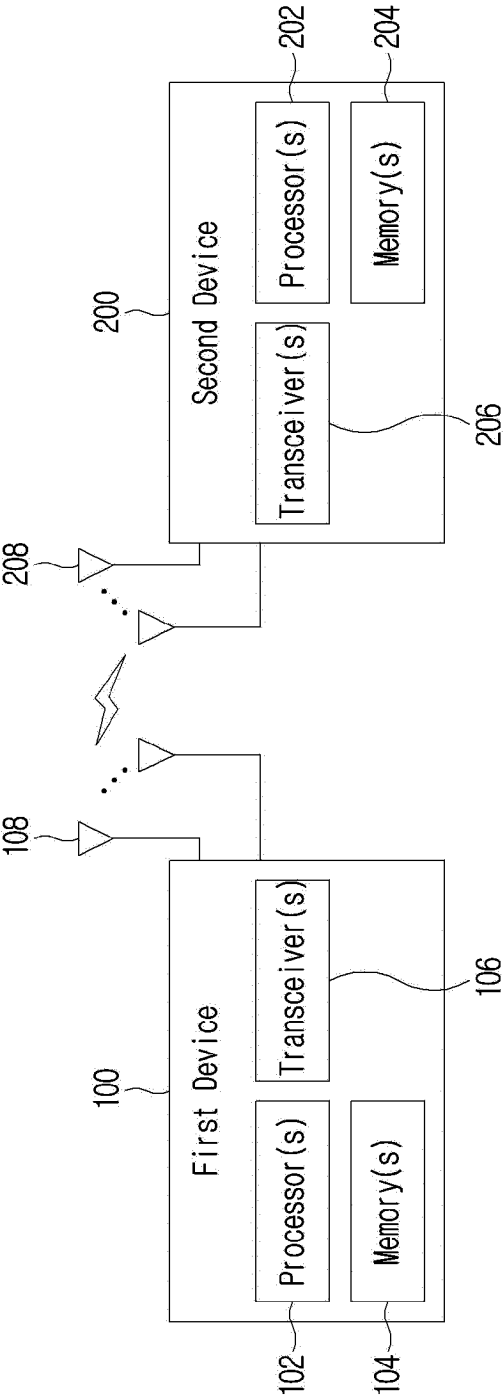 108
208
100
200
First Device
Second Device
102
Processor(s)
Transceiver(s)
Transceiver(s)
Processor(s)
202
104
Memory(s)
Memory(s)
204
106
206